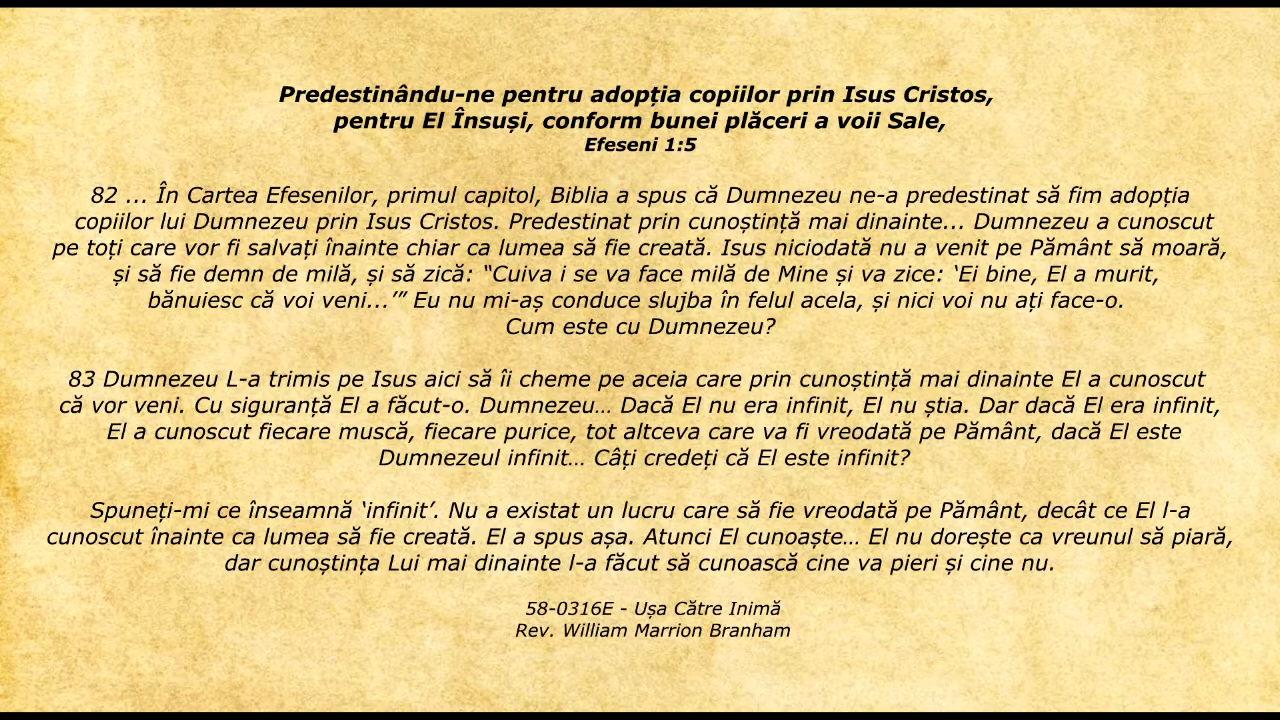 Predestinându-ne pentru adopția copiilor prin Isus Cristos,
pentru El Însuși, conform bunei plăceri a voii Sale,
Efeseni 1:5
82 ... În Cartea Efesenilor, primul capitol, Biblia a spus că Dumnezeu ne-a predestinat să fim adopția
copiilor lui Dumnezeu prin Isus Cristos. Predestinat prin cunoștință mai dinainte... Dumnezeu a cunoscut
pe toți care vor fi salvați înainte chiar ca lumea să fie creată. Isus niciodată nu a venit pe Pământ să moară,
și să fie demn de milă, și să zică: “Cuiva i se va face milă de Mine și va zice: ‘Ei bine, El a murit,
bănuiesc că voi veni...’” Eu nu mi-aș conduce slujba în felul acela, și nici voi nu ați face-o.
Cum este cu Dumnezeu?
83 Dumnezeu L-a trimis pe Isus aici să îi cheme pe aceia care prin cunoștință mai dinainte El a cunoscut
că vor veni. Cu siguranță El a făcut-o. Dumnezeu… Dacă El nu era infinit, El nu știa. Dar dacă El era infinit,
El a cunoscut fiecare muscă, fiecare purice, tot altceva care va fi vreodată pe Pământ, dacă El este
Dumnezeul infinit… Câți credeți că El este infinit?
Spuneți-mi ce înseamnă ‘infinit’. Nu a existat un lucru care să fie vreodată pe Pământ, decât ce El l-a
cunoscut înainte ca lumea să fie creată. El a spus așa. Atunci El cunoaște… El nu dorește ca vreunul să piară,
dar cunoștința Lui mai dinainte l-a făcut să cunoască cine va pieri și cine nu.
58-0316E - Ușa Către Inimă
Rev. William Marrion Branham